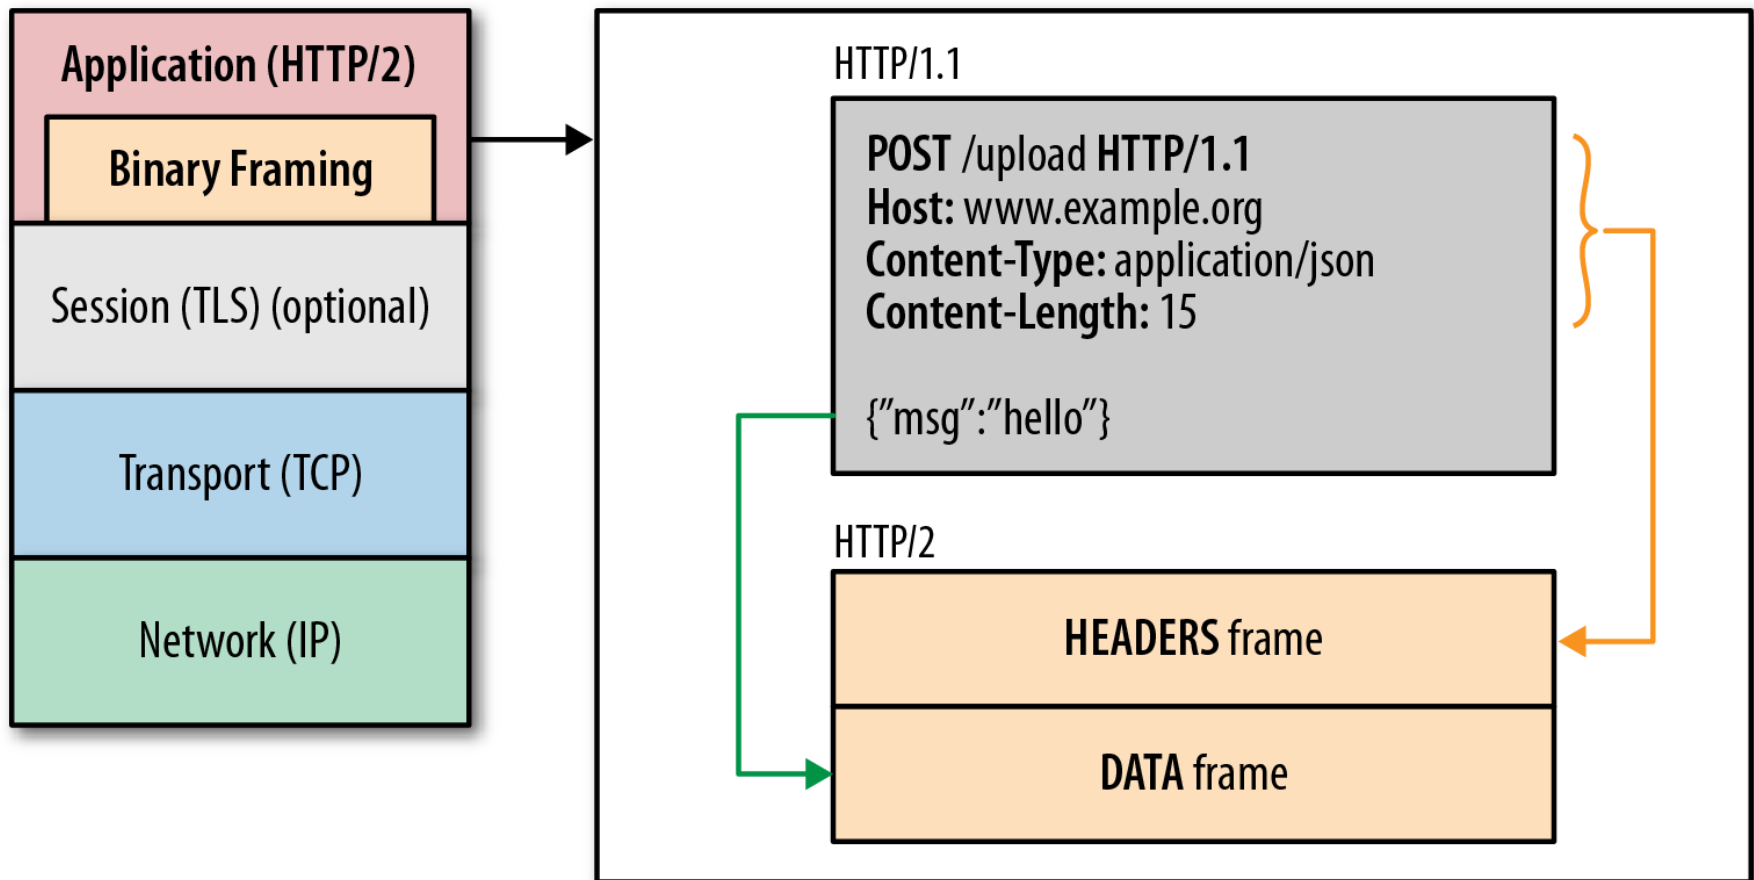 Application (HTTP/2)
Binary Framing
Session (TLS) (optional)
Transport (TCP)
Network (IP)
HTTP/1.1
POST /upload HTTP/1.1
Host: www.example.org
Content-Type: application/json
Content-Length: 15
{”msg”:”hello”}
HTTP/2
HEADERS frame
DATA frame